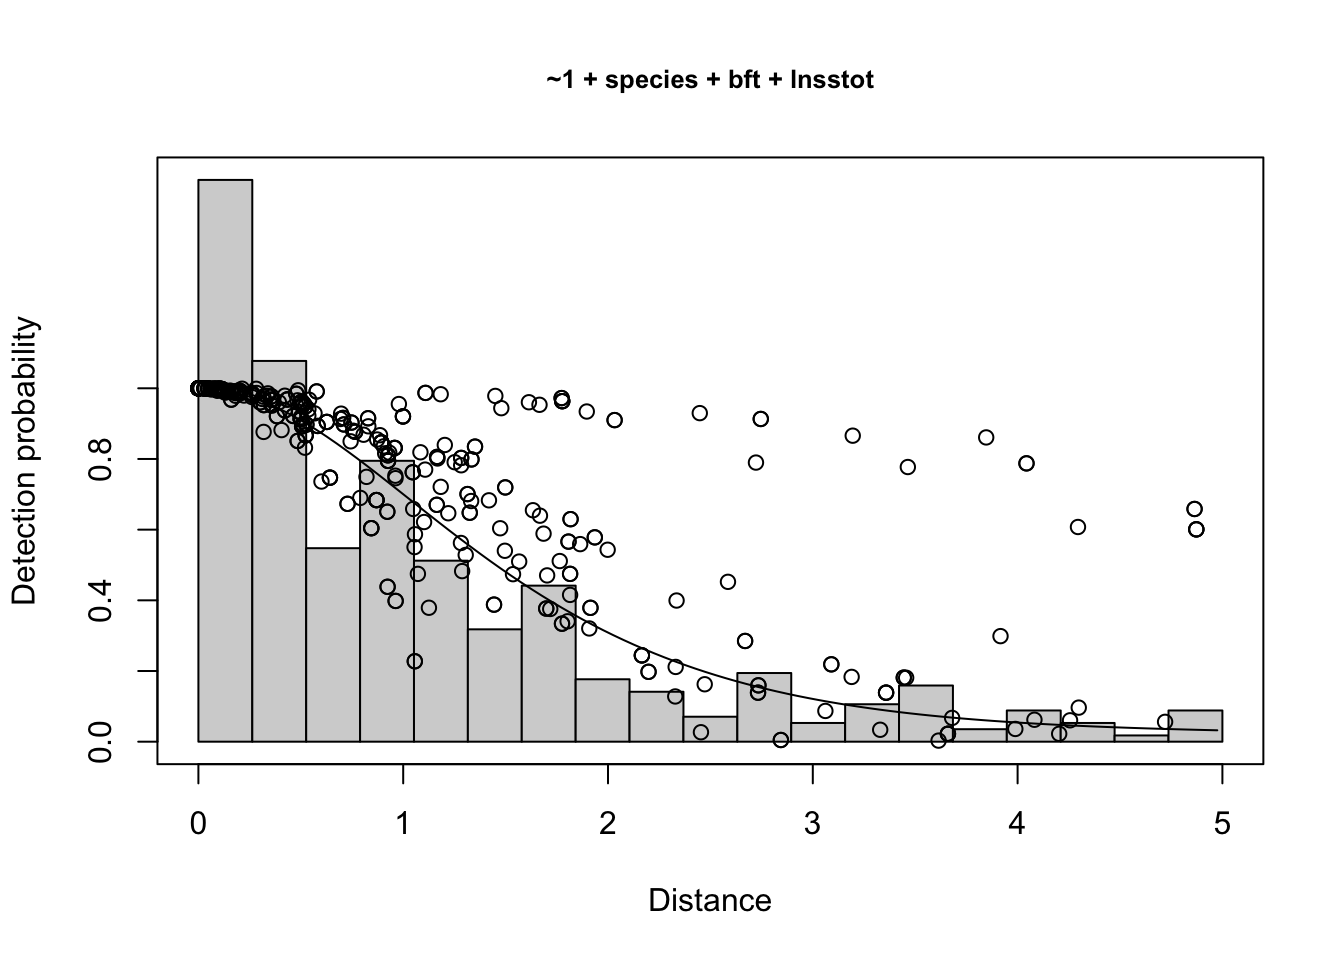 ~1 + species + bft + lnsstot
Detection probability
0.8
0.4
0.0
0 1 2 3 4 5
Distance